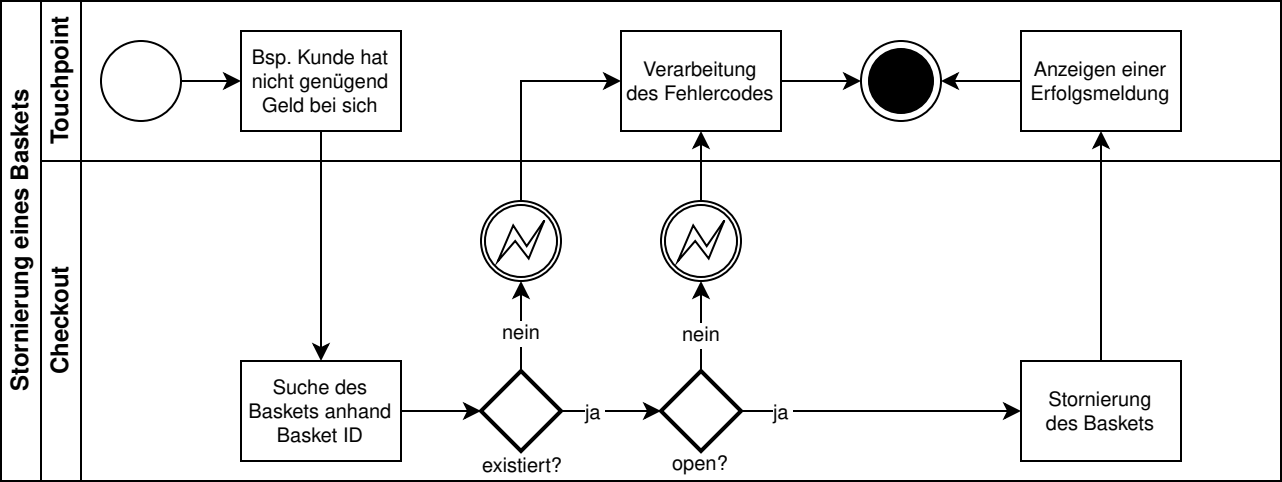 Stornierung eines Baskets
Touchpoint
Bsp. Kunde hat
nicht genügend
Geld bei sich
Verarbeitung
des Fehlercodes
Anzeigen einer
Erfolgsmeldung
Checkout
nein
nein
Suche des
Baskets anhand
Basket ID
ja
ja
Stornierung
des Baskets
existiert?
open?